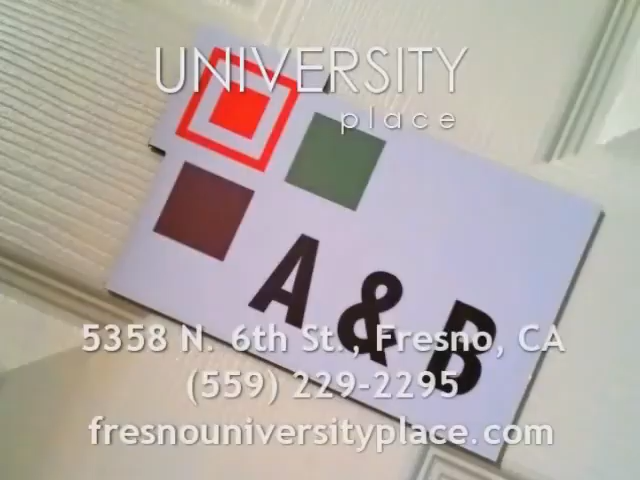 UNIVERSITY
place
A & B
5358 N. 6th St., Fresno, CA
(559) 229-2295
fresnouniversityplace.com